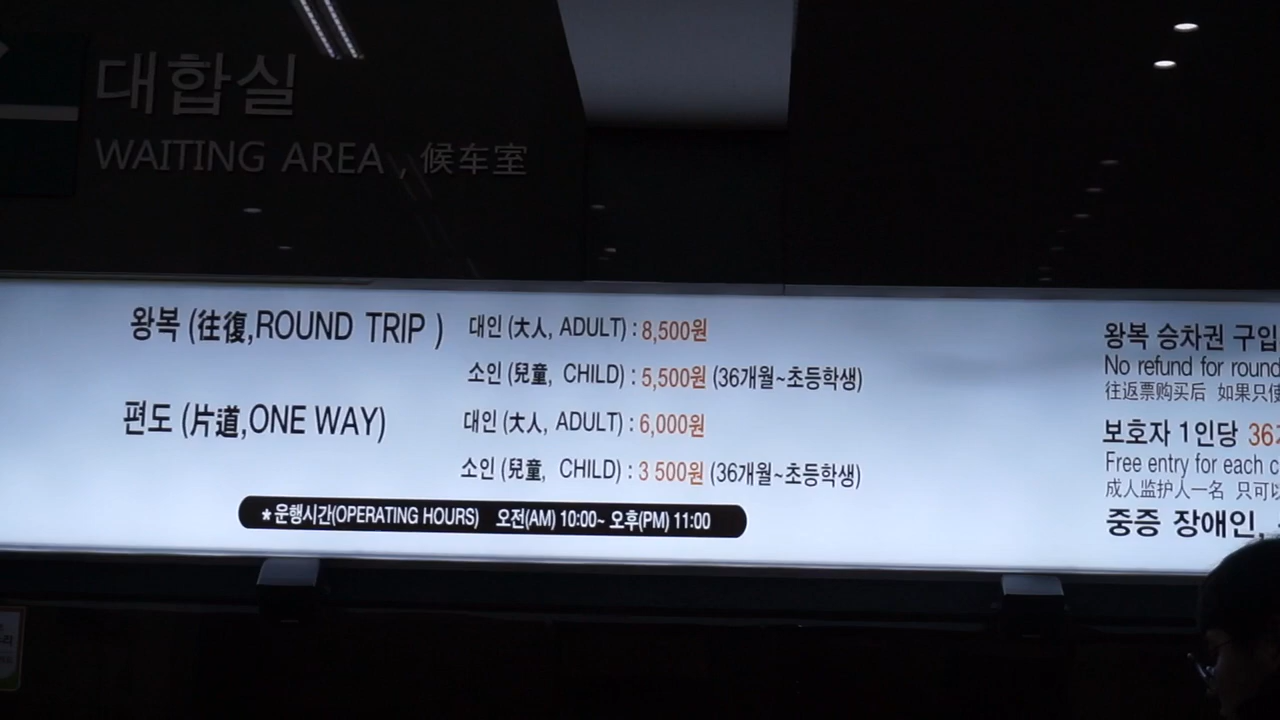 대합실
WAITING AREA , 候车室
왕복 (往復,ROUND TRIP )
대인 (大人, ADULT) : 8,500원
소인 (兒童, CHILD) : 5,500원 (36개월~초등학생)
편도 (片道,ONE WAY)
대인 (大人, ADULT) : 6,000원
소인 (兒童, CHILD) : 3 500원 (36개월~초등학생)
*운행시간(OPERATING HOURS) 오전(AM) 10:00~ 오후(PM) 11:00
왕복 승차권 구입
No refund for round
往返票购买后 如果只使
보호자 1인당 36
Free entry for each c
成人监护人一名 只可以
중증 장애인,